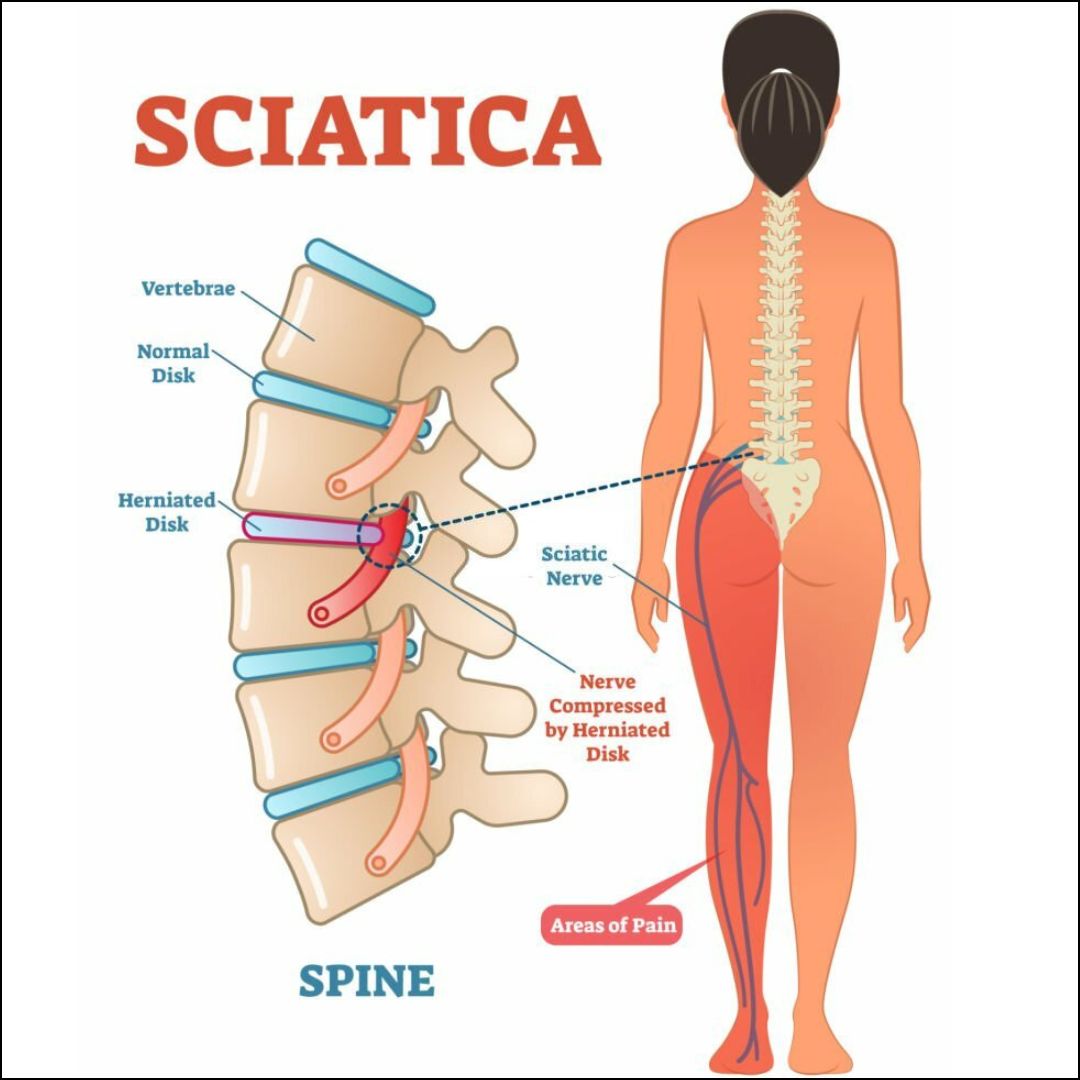 SCIATICA
Vertebrae
Normal
Disk
Herniated
Disk
Sciatic
Nerve
Nerve
Compressed
by Herniated
Disk
Areas of Pain
SPINE